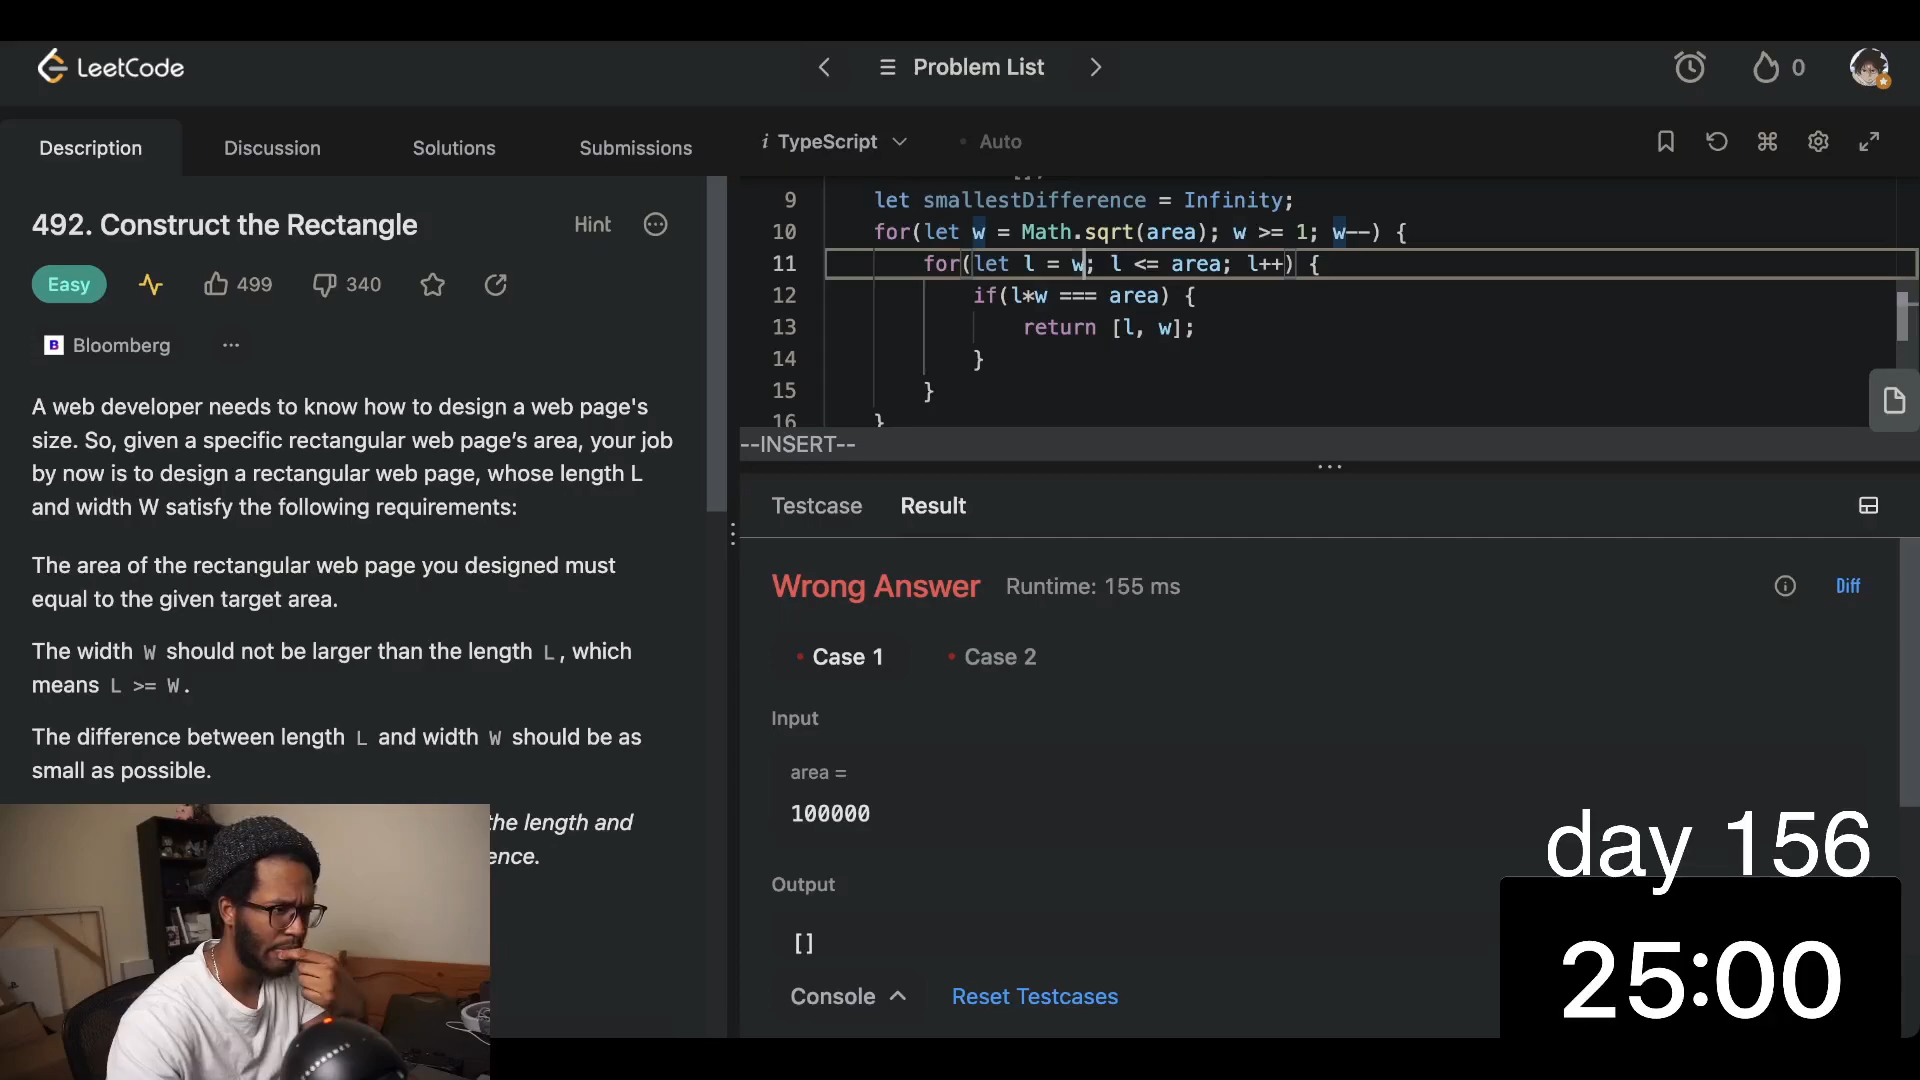 LeetCode
Problem List
0
Description
Discussion
Solutions
Submissions
i TypeScript
Auto
492. Construct the Rectangle
Hint
Easy
499
340
B Bloomberg
A web developer needs to know how to design a web page's
size. So, given a specific rectangular web page’s area, your job
by now is to design a rectangular web page, whose length L
and width W satisfy the following requirements:
The area of the rectangular web page you designed must
equal to the given target area.
The width W should not be larger than the length L, which
means L >= W.
The difference between length L and width W should be as
small as possible.
the length and
ence.
9 let smallestDifference = Infinity;
10 for(let w = Math.sqrt(area); w >= 1; w--) {
11 for(let l = w; l <= area; l++) {
12 if(l*w === area) {
13 return [l, w];
14 }
15 }
16 }
--INSERT--
Testcase
Result
Wrong Answer
Runtime: 155 ms
Diff
Case 1
Case 2
Input
area =
100000
Output
[]
Console
Reset Testcases
day 156
25:00